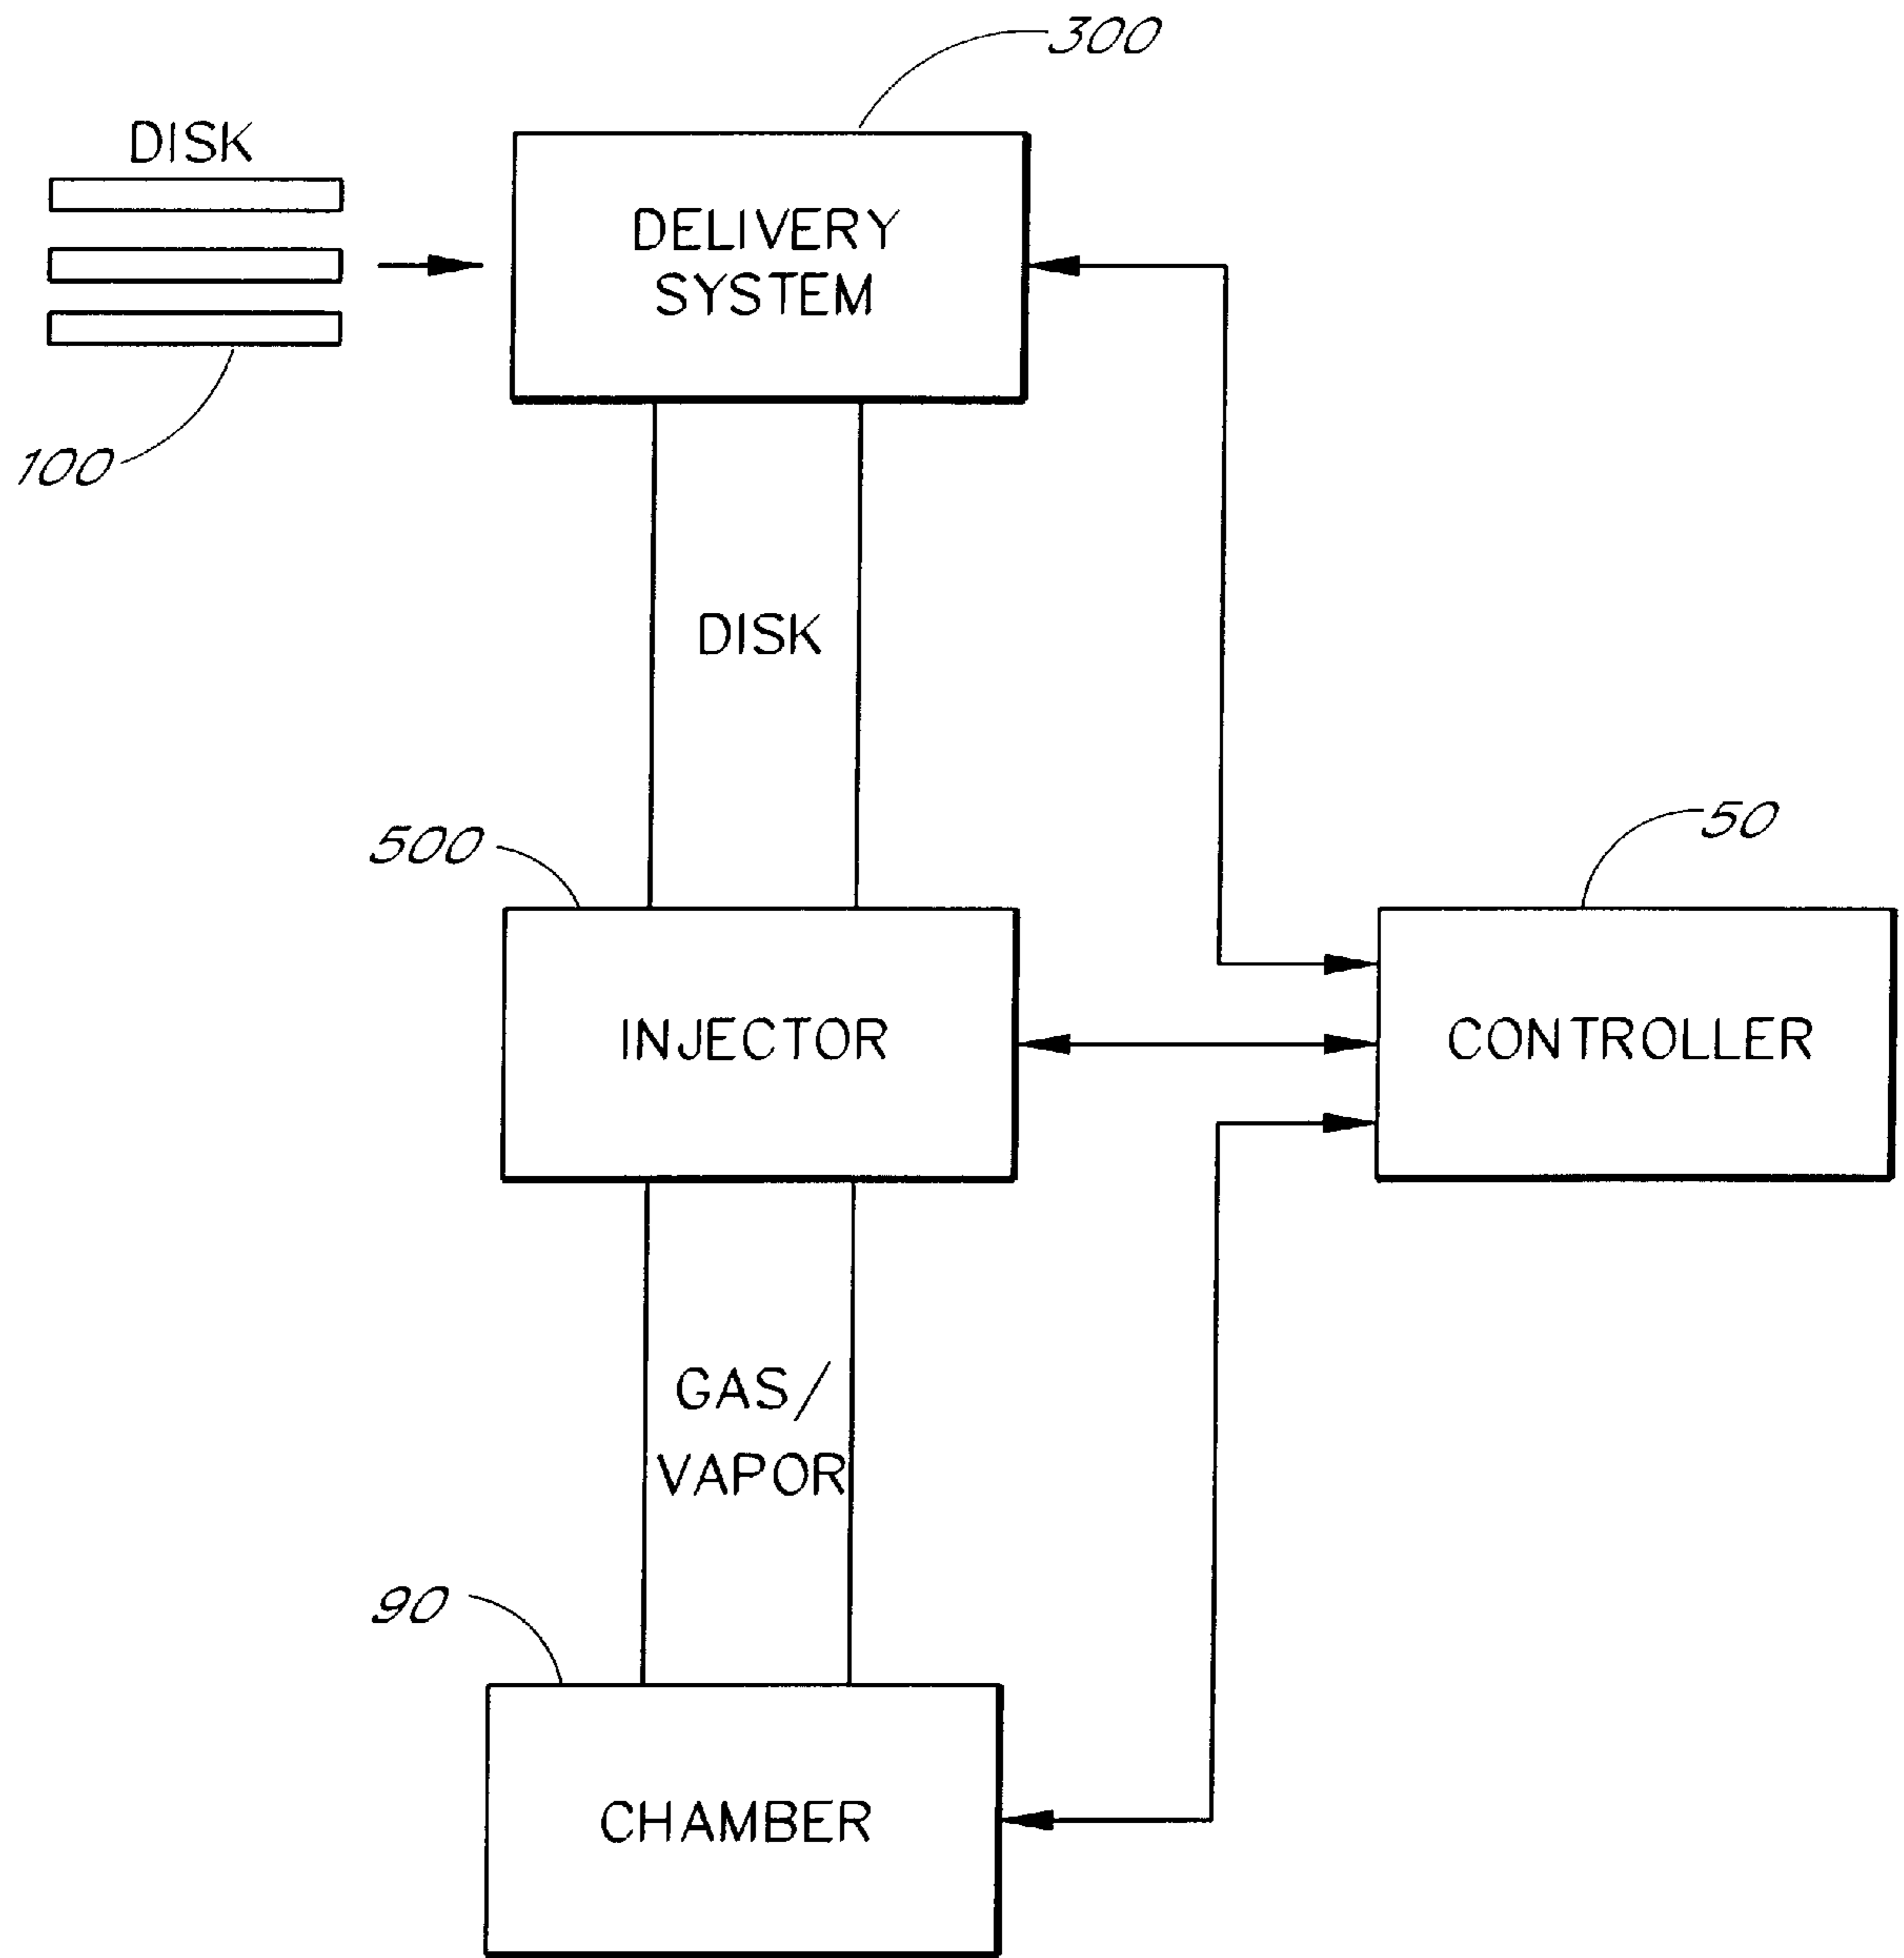 300
DISK
DELIVERY
SYSTEM
100
DISK
500
50
INJECTOR
CONTROLLER
GAS/
VAPOR
90
CHAMBER